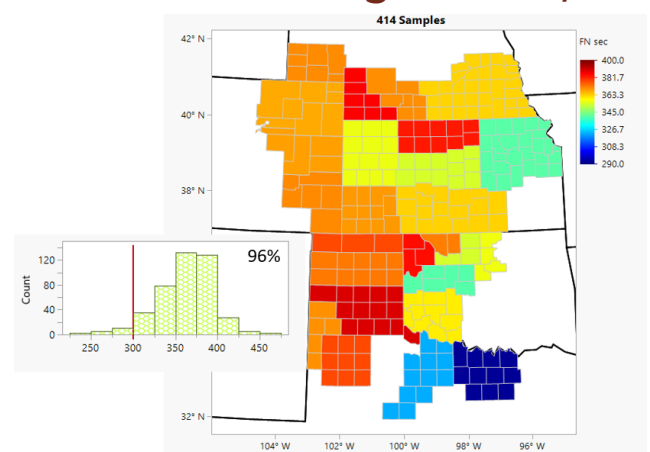 414 Samples
42° N
40° N
38° N
32° N
104° W
102° W
100° W
98° W
96° W
FN sec
400.0
381.7
363.3
345.0
326.7
308.3
290.0
96%
Count
120
80
40
0
250
300
350
400
450